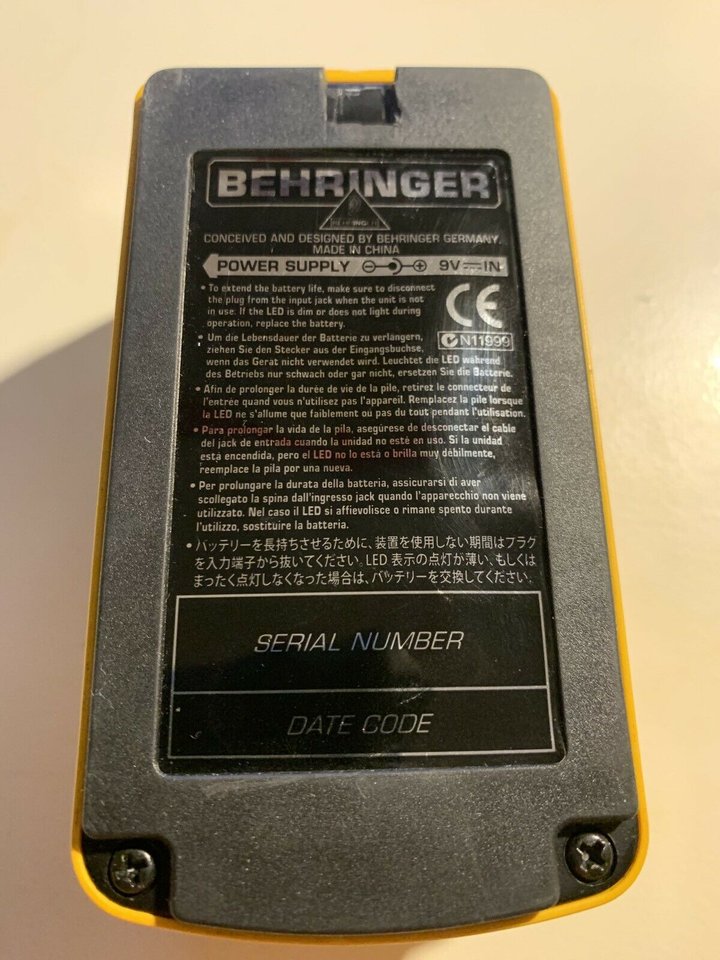 BEHRINGER
BEHRINGER
CONCEIVED AND DESIGNED BY BEHRINGER GERMANY.
MADE IN CHINA
POWER SUPPLY - + 9V IN
• To extend the battery life, make sure to disconnect
the plug from the input jack when the unit is not
in use. If the LED is dim or does not light during
operation, replace the battery.
CE
N11999
• Um die Lebensdauer der Batterie zu verlängern,
ziehen Sie den Stecker aus der Eingangsbuchse,
wenn das Gerät nicht verwendet wird. Leuchtet die LED während
des Betriebs nur schwach oder gar nicht, ersetzen Sie die Batterie.
• Afin de prolonger la durée de vie de la pile, retirez le connecteur de
l'entrée quand vous n'utilisez pas l'appareil. Remplacez la pile lorsque
la LED ne s'allume que faiblement ou pas du tout pendant l'utilisation.
• Para prolongar la vida de la pila, asegúrese de desconectar el cable
del jack de entrada cuando la unidad no esté en uso. Si la unidad
está encendida, pero el LED no lo está o brilla muy débilmente,
reemplace la pila por una nueva.
• Per prolungare la durata della batteria, assicurarsi di aver
scollegato la spina dall'ingresso jack quando l'apparecchio non viene
utilizzato. Nel caso il LED si affievolisce o rimane spento durante
l'utilizzo, sostituire la batteria.
• バッテリーを長持ちさせるために、装置を使用しない期間はプラグ
を入力端子から抜いてください。LED 表示の点灯が薄い、もしくは
まったく点灯しなくなった場合は、バッテリーを交換してください。
SERIAL NUMBER
DATE CODE